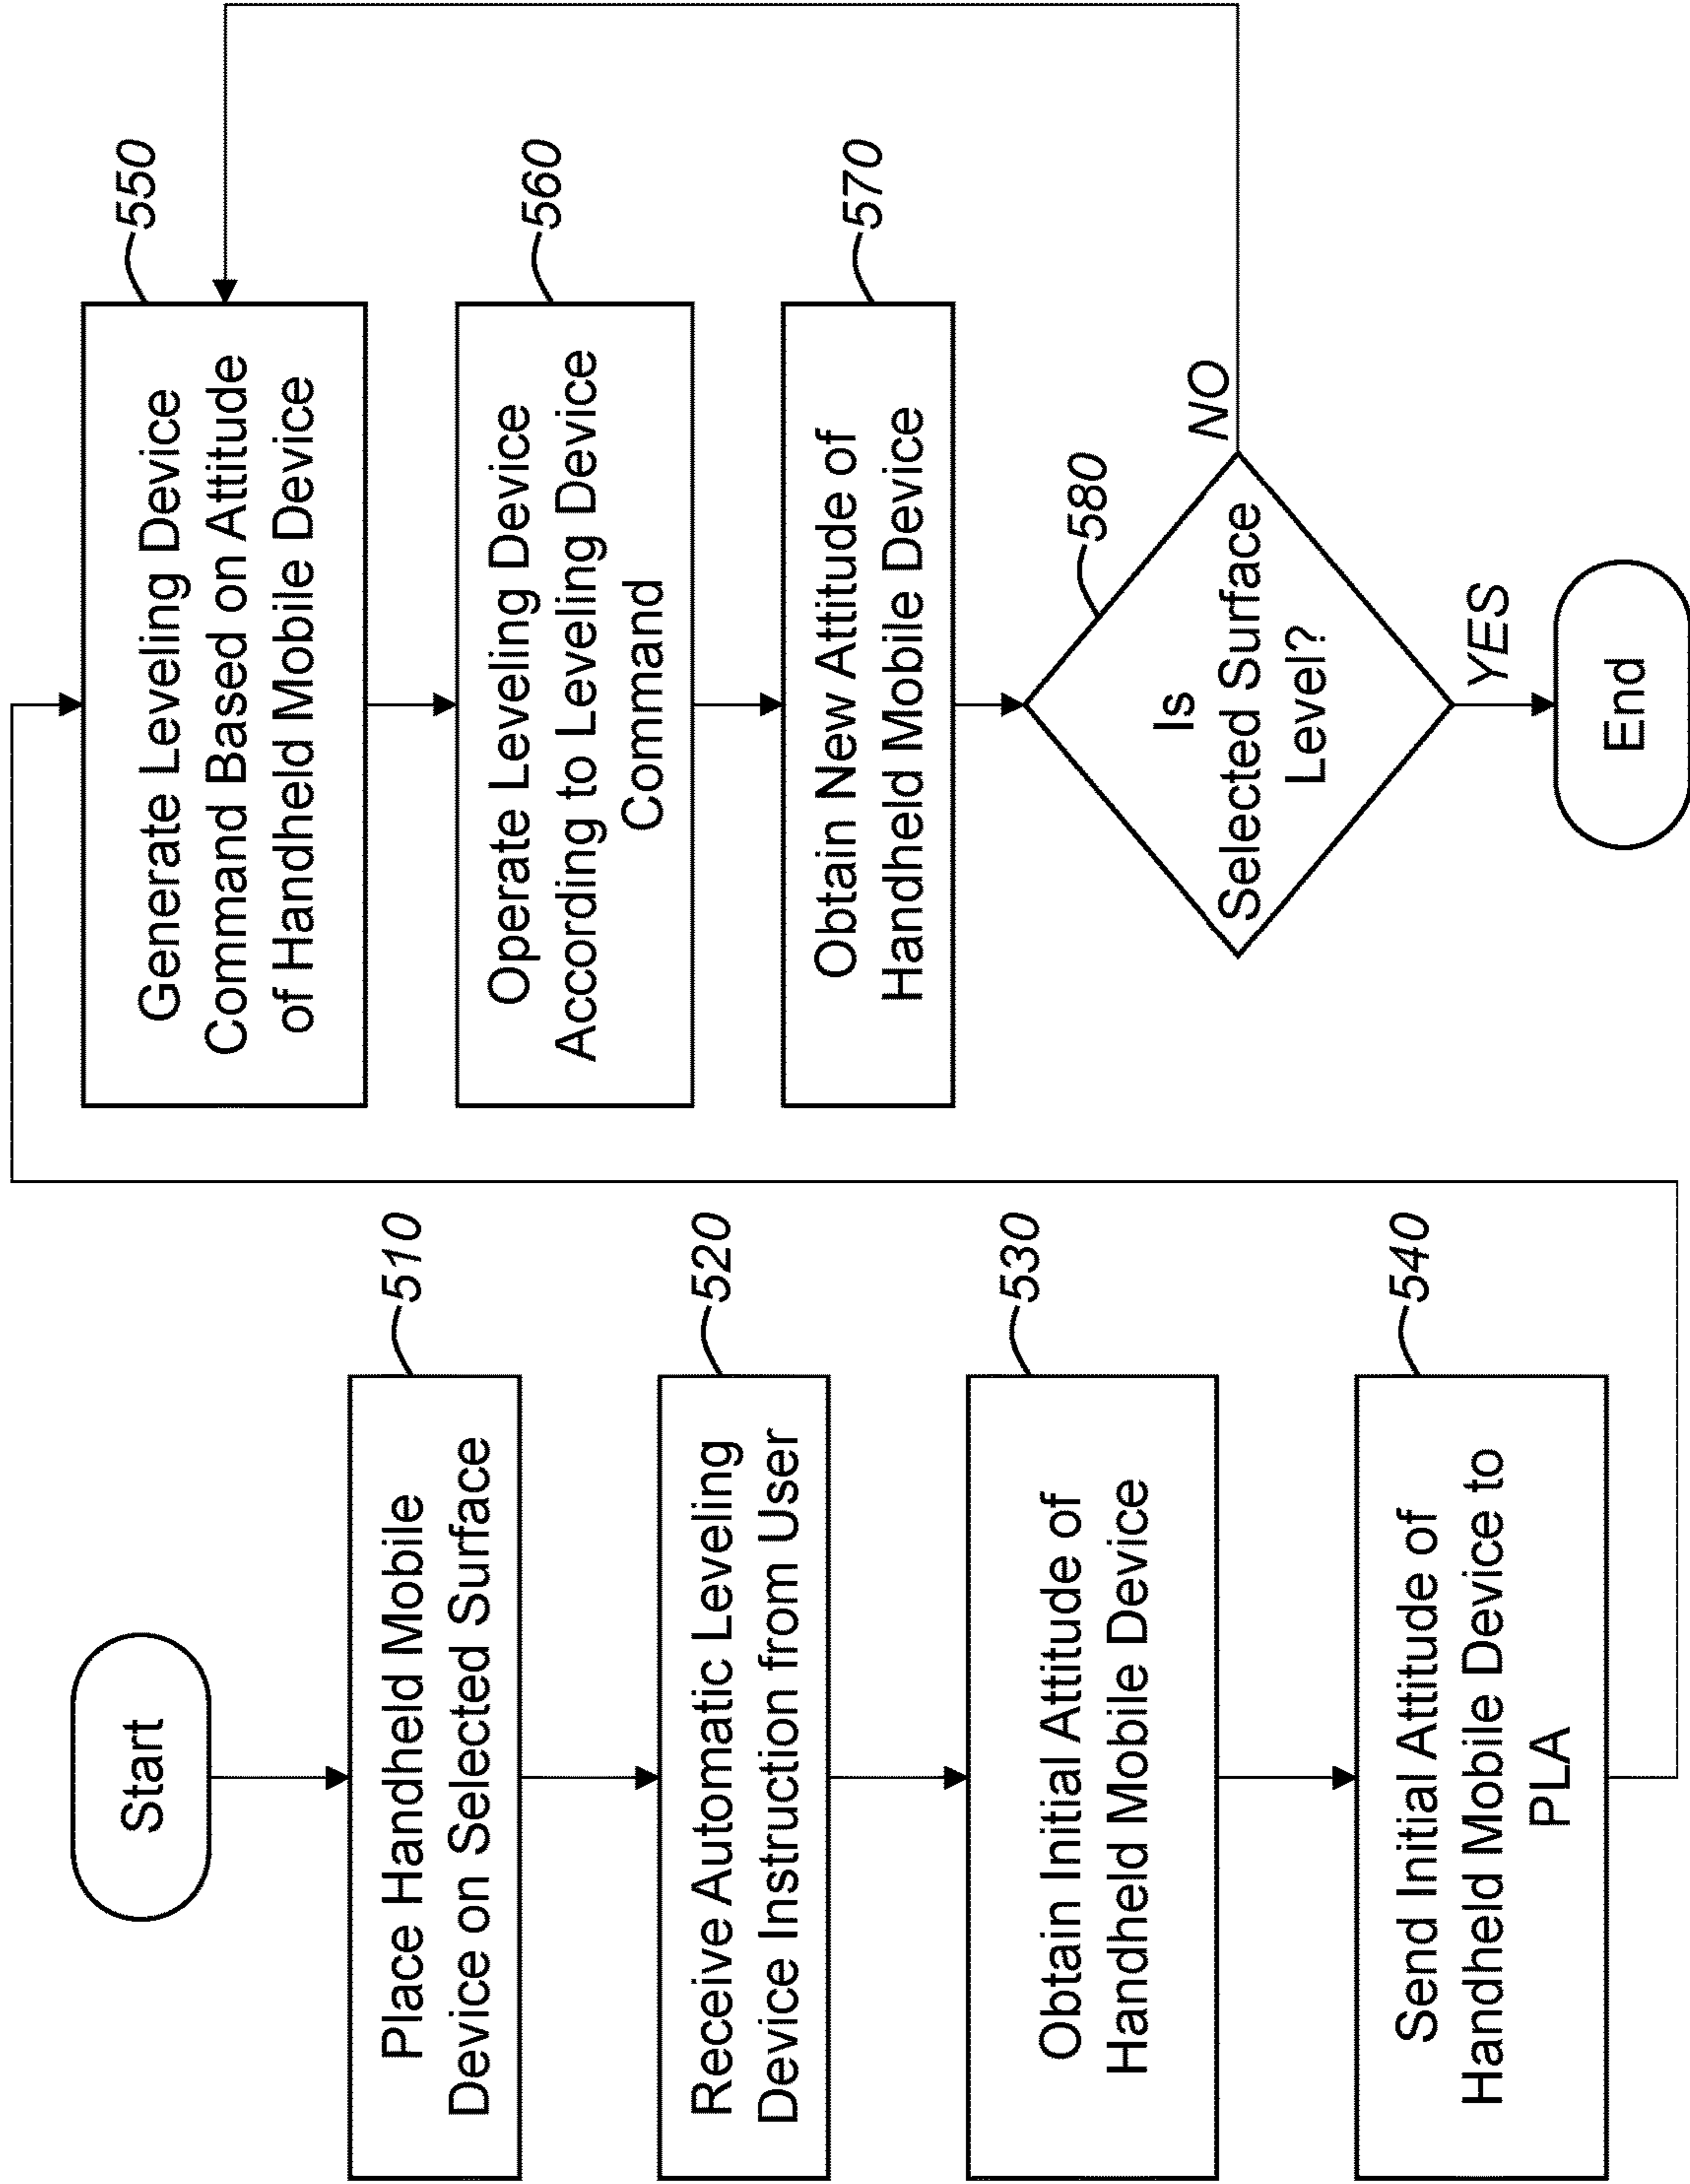 Start
510
Place Handheld Mobile
Device on Selected Surface
520
Receive Automatic Leveling
Device Instruction from User
530
Obtain Initial Attitude of
Handheld Mobile Device
540
Send Initial Attitude of
Handheld Mobile Device to
PLA
550
Generate Leveling Device
Command Based on Attitude
of Handheld Mobile Device
560
Operate Leveling Device
According to Leveling Device
Command
570
Obtain New Attitude of
Handheld Mobile Device
580
Is
Selected Surface
Level?
NO
YES
End